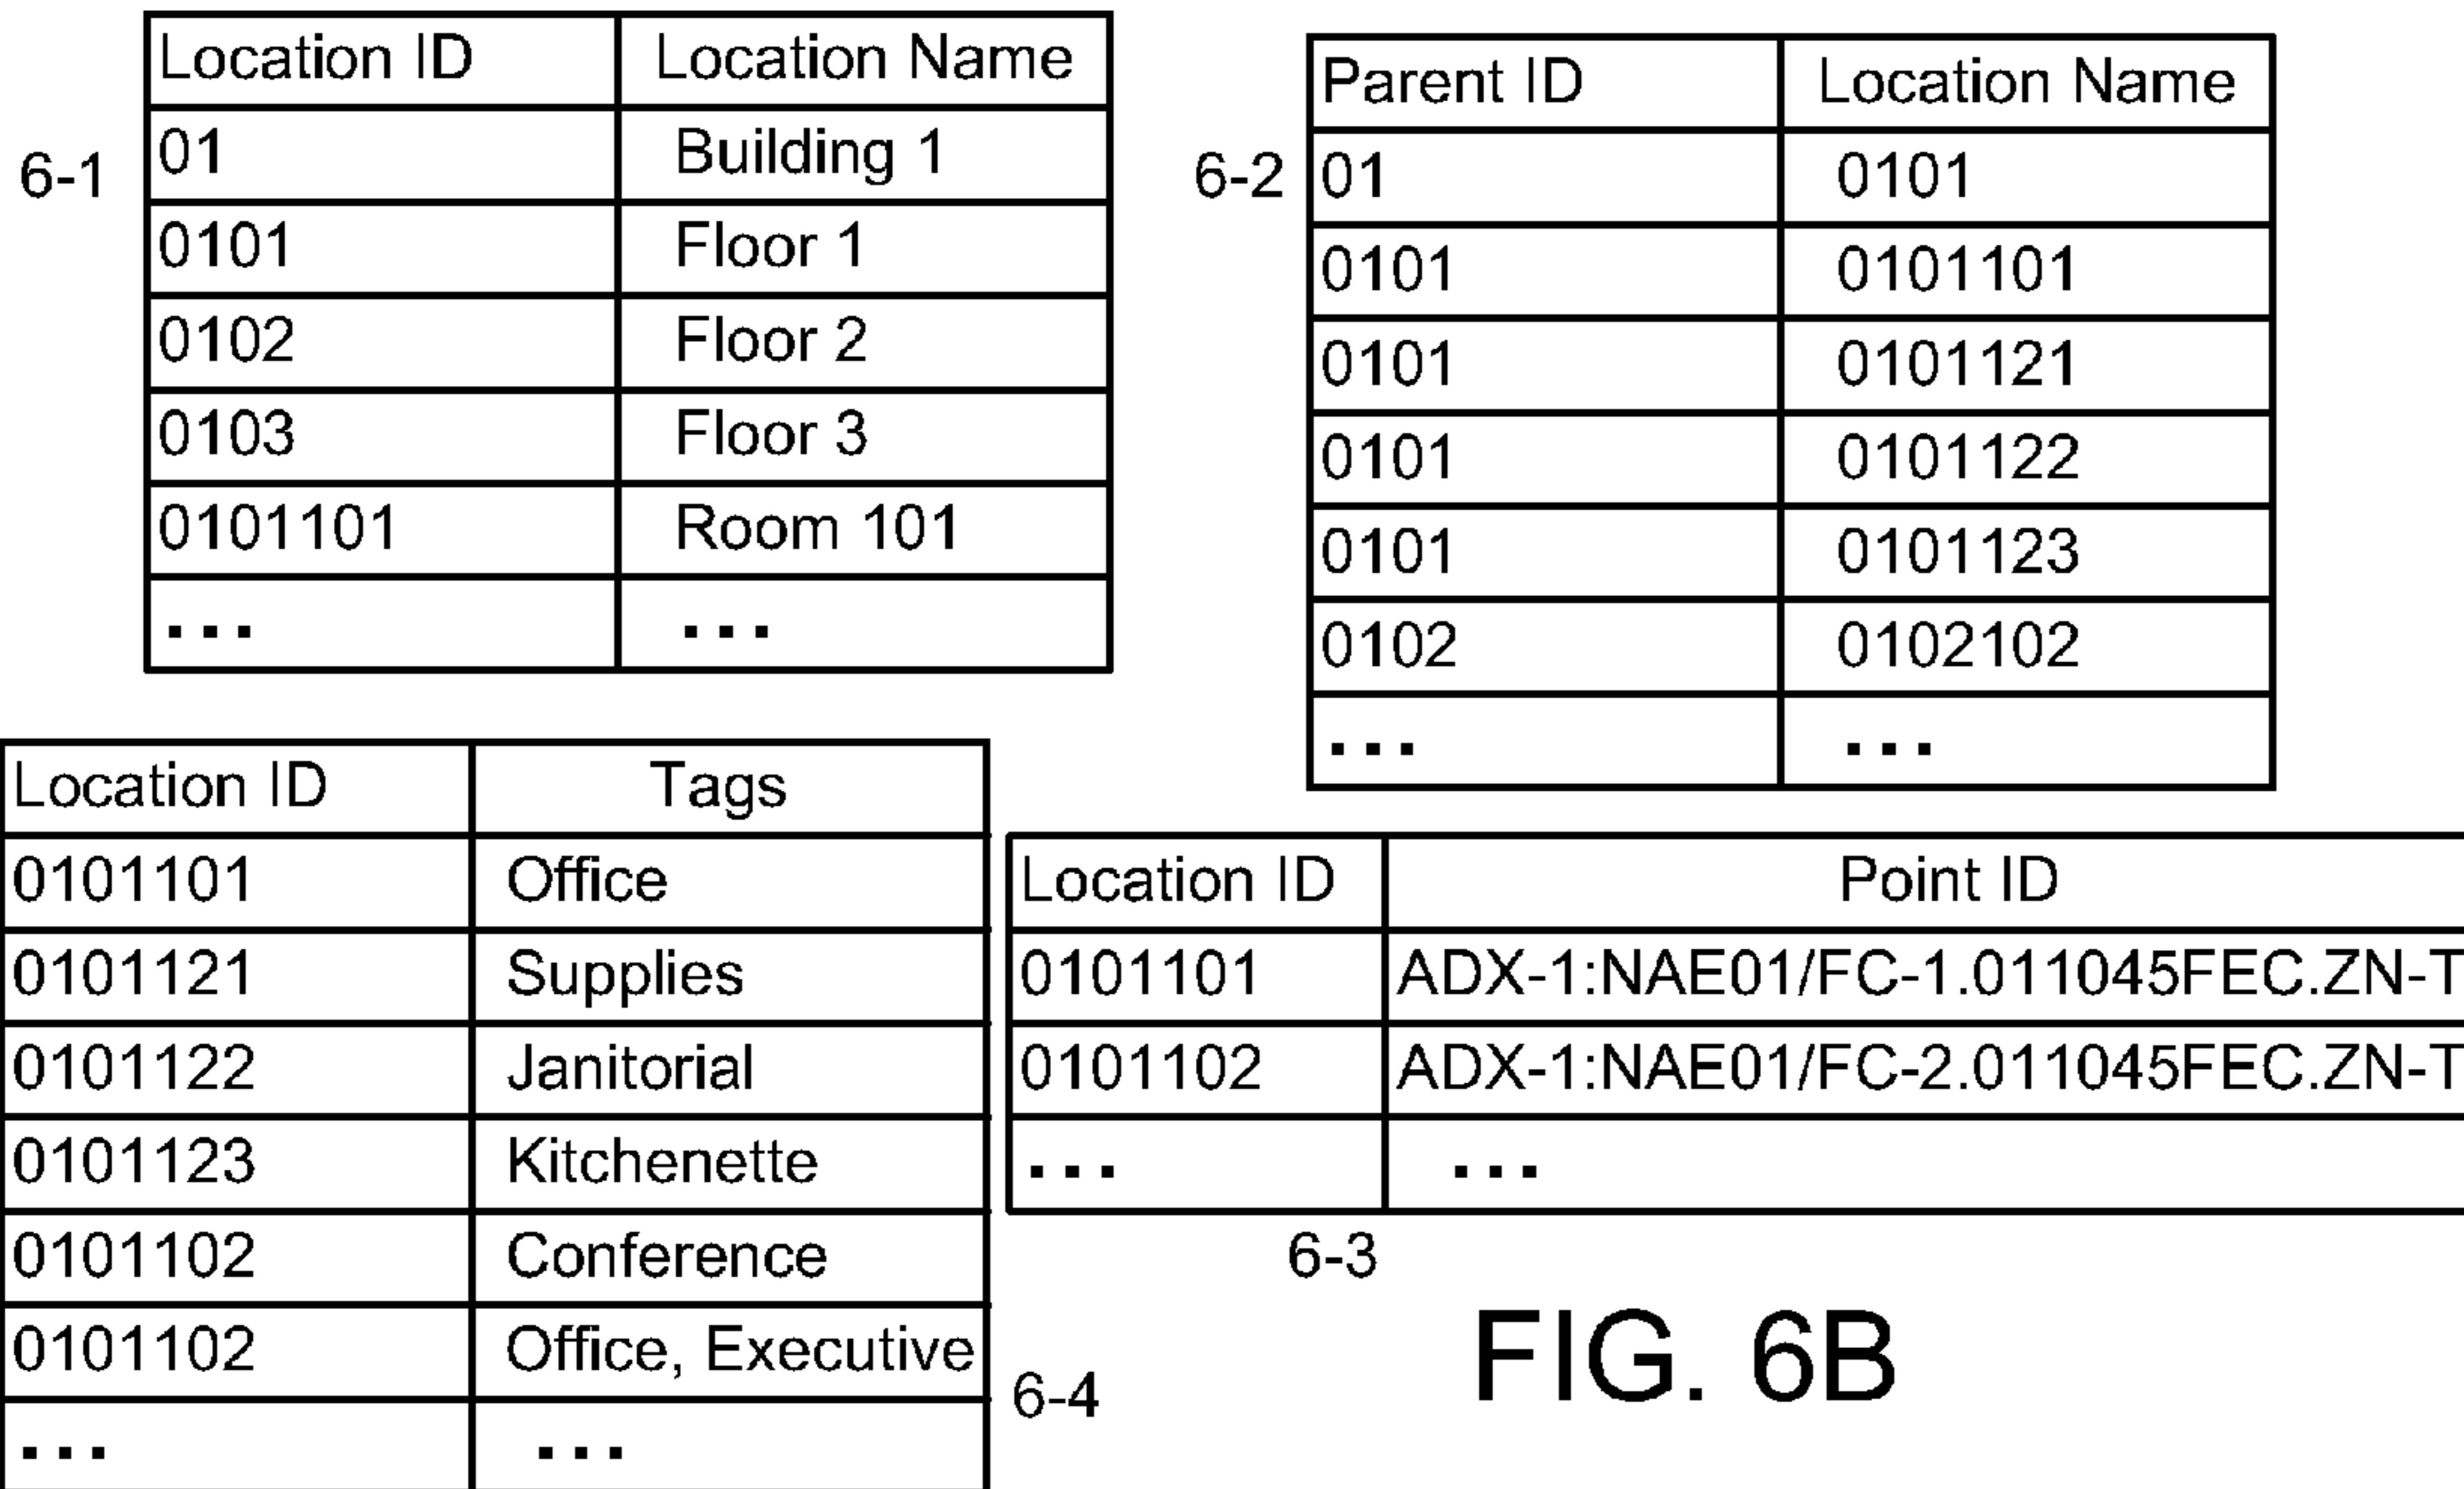 Location ID Location Name
01 Building 1
0101 Floor 1
0102 Floor 2
0103 Floor 3
0101101 Room 101
... ...
6-1
Parent ID Location Name
01 0101
0101 0101101
0101 0101121
0101 0101122
0101 0101123
0102 0102102
... ...
6-2
Location ID Tags
0101101 Office
0101121 Supplies
0101122 Janitorial
0101123 Kitchenette
0101102 Conference
0101102 Office, Executive
... ...
6-4
Location ID Point ID
0101101 ADX-1:NAE01/FC-1.011045FEC.ZN-T
0101102 ADX-1:NAE01/FC-2.011045FEC.ZN-T
... ...
6-3
FIG. 6B